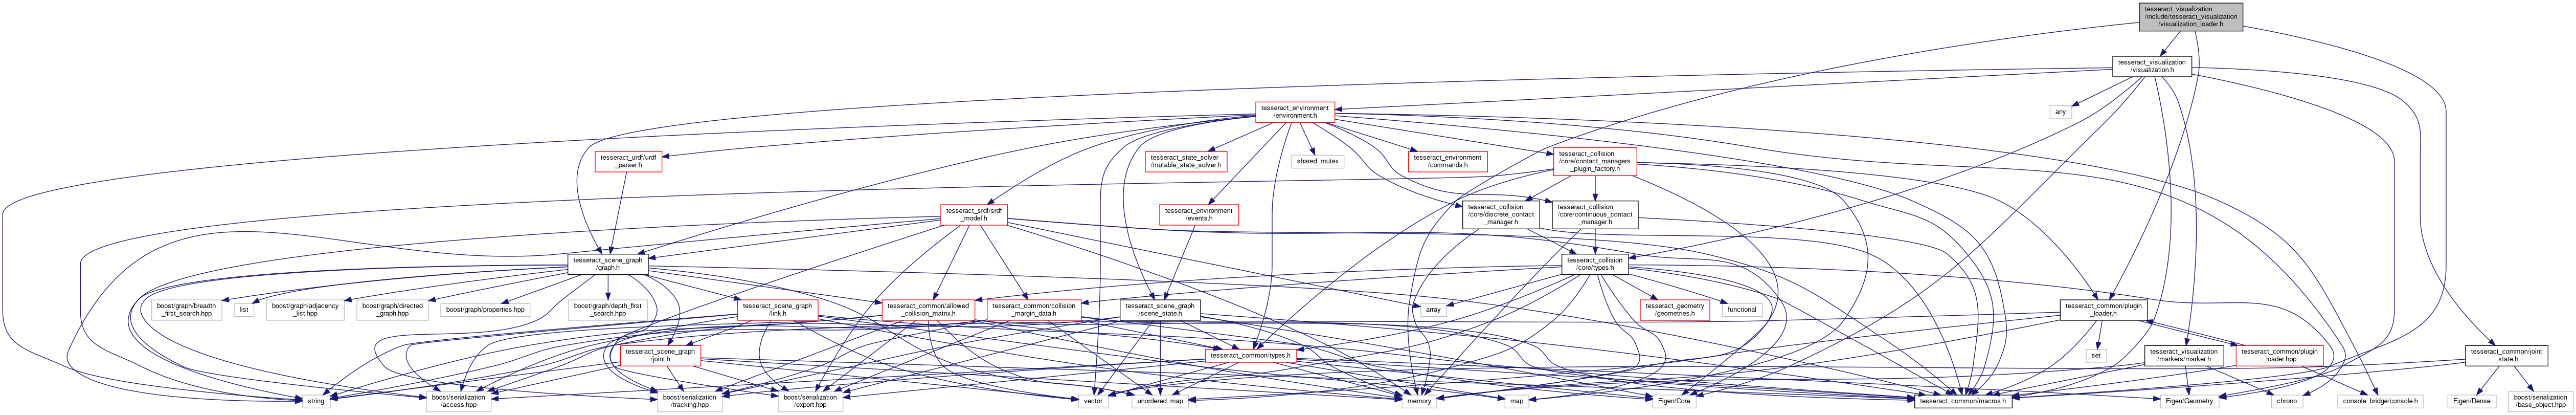 tesseract_visualization
/include/tesseract_visualization
/visualization_loader.h
tesseract_visualization
/visualization.h
tesseract_environment
/environment.h
any
tesseract_urdf/urdf
_parser.h
tesseract_state_solver
/mutable_state_solver.h
shared_mutex
tesseract_environment
/commands.h
tesseract_collision
/core/contact_managers
_plugin_factory.h
tesseract_srdf/srdf
_model.h
tesseract_environment
/events.h
tesseract_collision
/core/discrete_contact
_manager.h
tesseract_collision
/core/continuous_contact
_manager.h
tesseract_scene_graph
/graph.h
tesseract_collision
/core/types.h
boost/graph/breadth
_first_search.hpp
list
boost/graph/adjacency
_list.hpp
boost/graph/directed
_graph.hpp
boost/graph/properties.hpp
boost/graph/depth_first
_search.hpp
tesseract_scene_graph
/link.h
tesseract_common/allowed
_collision_matrix.h
tesseract_common/collision
_margin_data.h
tesseract_scene_graph
/scene_state.h
array
tesseract_geometry
/geometries.h
functional
tesseract_common/plugin
_loader.h
tesseract_scene_graph
/joint.h
tesseract_common/types.h
set
tesseract_visualization
/markers/marker.h
tesseract_common/plugin
_loader.hpp
tesseract_common/joint
_state.h
string
boost/serialization
/access.hpp
boost/serialization
/tracking.hpp
boost/serialization
/export.hpp
vector
unordered_map
memory
map
Eigen/Core
tesseract_common/macros.h
Eigen/Geometry
chrono
console_bridge/console.h
Eigen/Dense
boost/serialization
/base_object.hpp